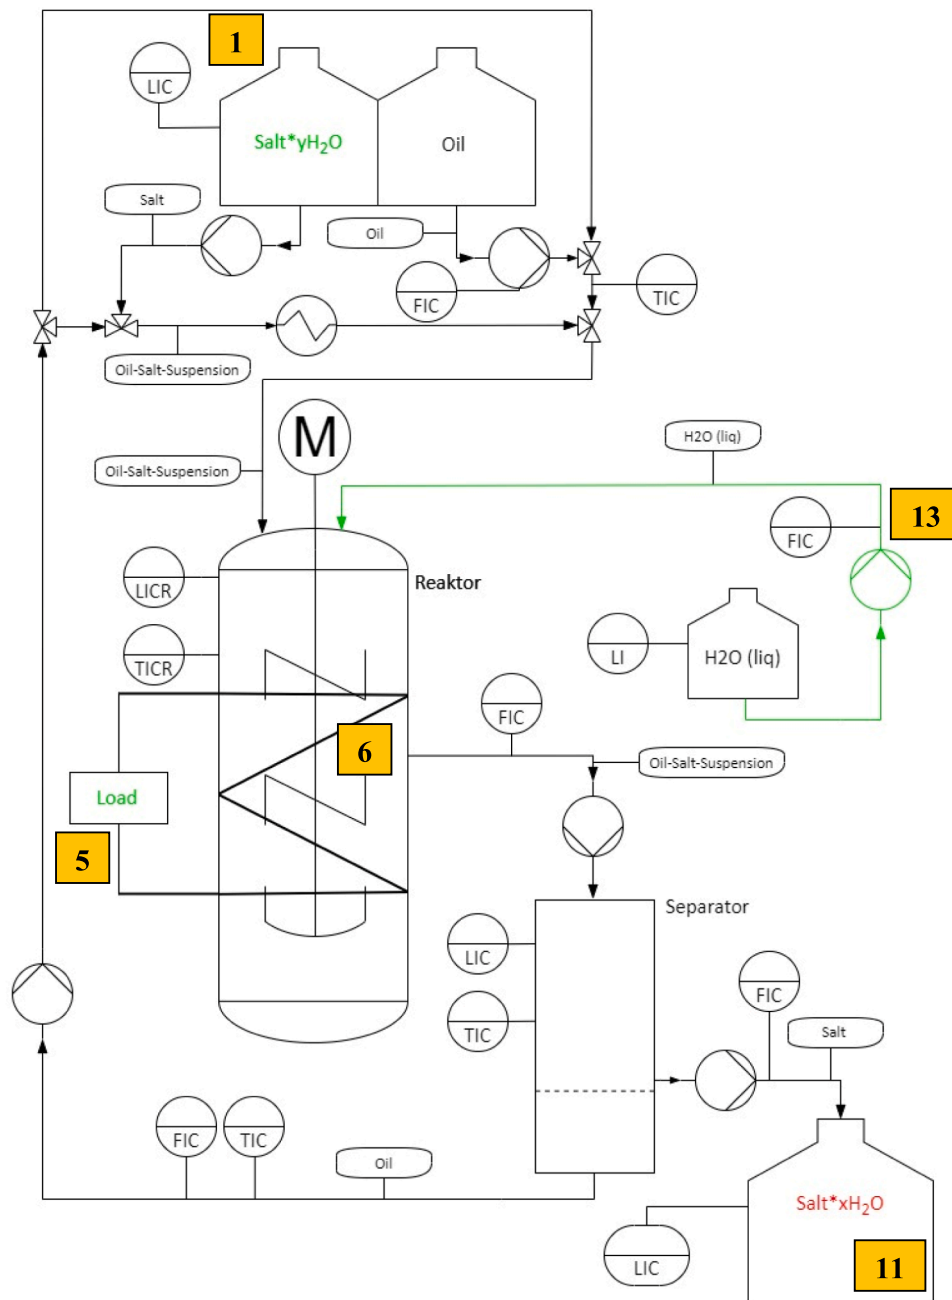 1
LIC
Salt*yH₂O
Oil
Salt
Oil
FIC
TIC
Oil-Salt-Suspension
M
H2O (liq)
Oil-Salt-Suspension
13
FIC
LICR
Reaktor
TICR
LI
H2O (liq)
FIC
6
Oil-Salt-Suspension
Load
5
Separator
LIC
FIC
TIC
Salt
FIC
TIC
Oil
Salt*xH₂O
LIC
11